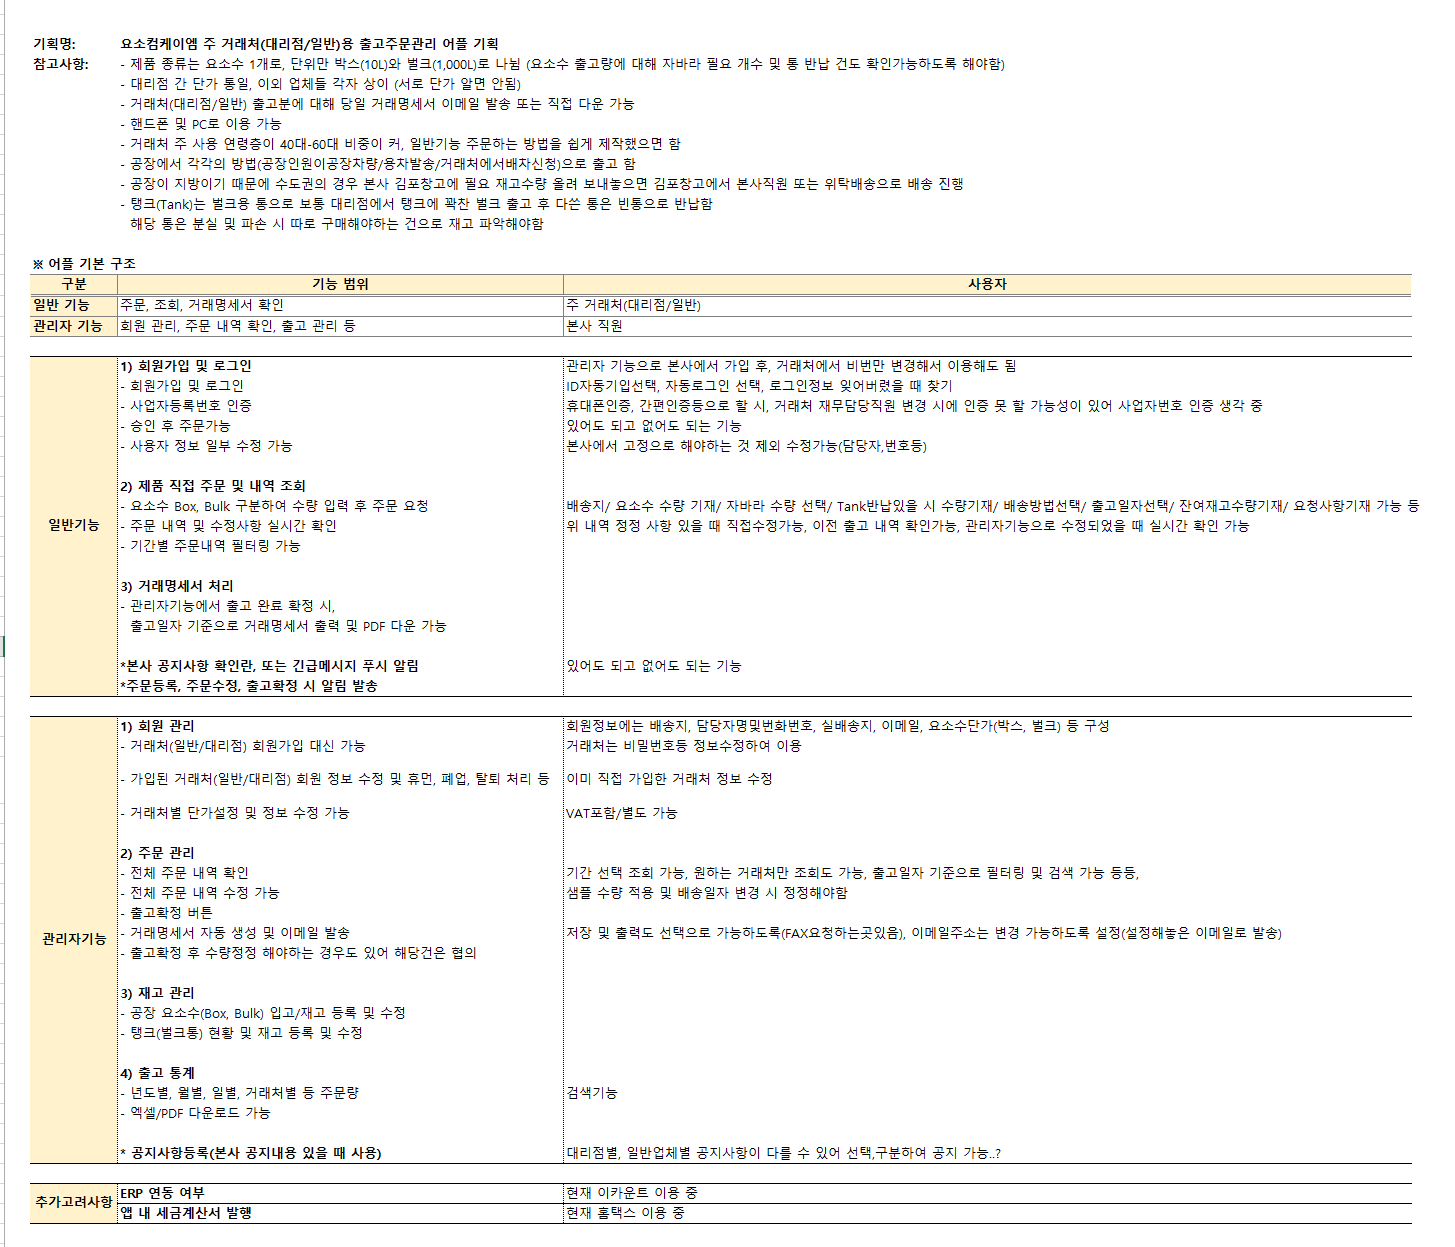 기획명: 요소컴케이엠 주 거래처(대리점/일반)용 출고주문관리 어플 기획
참고사항: - 제품 종류는 요소수 1개로, 단위만 박스(10L)와 벌크(1,000L)로 나뉨 (요소수 출고량에 대해 자바라 필요 개수 및 통 반납 건도 확인가능하도록 해야함)
- 대리점 간 단가 통일, 이외 업체들 각자 상이 (서로 단가 알면 안됨)
- 거래처(대리점/일반) 출고분에 대해 당일 거래명세서 이메일 발송 또는 직접 다운 가능
- 핸드폰 및 PC로 이용 가능
- 거래처 주 사용 연령층이 40대-60대 비중이 커, 일반기능 주문하는 방법을 쉽게 제작했으면 함
- 공장에서 각각의 방법(공장인원이공장차량/용차발송/거래처에서배차신청)으로 출고 함
- 공장이 지방이기 때문에 수도권의 경우 본사 김포창고에 필요 재고수량 올려 보내놓으면 김포창고에서 본사직원 또는 위탁배송으로 배송 진행
- 탱크(Tank)는 벌크용 통으로 보통 대리점에서 탱크에 꽉찬 벌크 출고 후 다쓴 통은 빈통으로 반납함
해당 통은 분실 및 파손 시 따로 구매해야하는 건으로 재고 파악해야함
※ 어플 기본 구조
구분 기능 범위 사용자
일반 기능 주문, 조회, 거래명세서 확인 주 거래처(대리점/일반)
관리자 기능 회원 관리, 주문 내역 확인, 출고 관리 등 본사 직원
1) 회원가입 및 로그인 관리자 기능으로 본사에서 가입 후, 거래처에서 비번만 변경해서 이용해도 됨
- 회원가입 및 로그인 ID자동기입선택, 자동로그인 선택, 로그인정보 잊어버렸을 때 찾기
- 사업자등록번호 인증 휴대폰인증, 간편인증등으로 할 시, 거래처 재무담당직원 변경 시에 인증 못 할 가능성이 있어 사업자번호 인증 생각 중
- 승인 후 주문가능 있어도 되고 없어도 되는 기능
- 사용자 정보 일부 수정 가능 본사에서 고정으로 해야하는 것 제외 수정가능(담당자,번호등)
2) 제품 직접 주문 및 내역 조회
- 요소수 Box, Bulk 구분하여 수량 입력 후 주문 요청 배송지/ 요소수 수량 기재/ 자바라 수량 선택/ Tank반납있을 시 수량기재/ 배송방법선택/ 출고일자선택/ 잔여재고수량기재/ 요청사항기재 가능 등
일반기능 - 주문 내역 및 수정사항 실시간 확인 위 내역 정정 사항 있을 때 직접수정가능, 이전 출고 내역 확인가능, 관리자기능으로 수정되었을 때 실시간 확인 가능
- 기간별 주문내역 필터링 가능
3) 거래명세서 처리
- 관리자기능에서 출고 완료 확정 시,
출고일자 기준으로 거래명세서 출력 및 PDF 다운 가능
*본사 공지사항 확인란, 또는 긴급메시지 푸시 알림 있어도 되고 없어도 되는 기능
*주문등록, 주문수정, 출고확정 시 알림 발송
1) 회원 관리 회원정보에는 배송지, 담당자명및번화번호, 실배송지, 이메일, 요소수단가(박스, 벌크) 등 구성
- 거래처(일반/대리점) 회원가입 대신 가능 거래처는 비밀번호등 정보수정하여 이용
- 가입된 거래처(일반/대리점) 회원 정보 수정 및 휴먼, 폐업, 탈퇴 처리 등 이미 직접 가입한 거래처 정보 수정
- 거래처별 단가설정 및 정보 수정 가능 VAT포함/별도 가능
2) 주문 관리
- 전체 주문 내역 확인 기간 선택 조회 가능, 원하는 거래처만 조회도 가능, 출고일자 기준으로 필터링 및 검색 가능 등등,
- 전체 주문 내역 수정 가능 샘플 수량 적용 및 배송일자 변경 시 정정해야함
- 출고확정 버튼
관리자기능 - 거래명세서 자동 생성 및 이메일 발송 저장 및 출력도 선택으로 가능하도록(FAX요청하는곳있음), 이메일주소는 변경 가능하도록 설정(설정해놓은 이메일로 발송)
- 출고확정 후 수량정정 해야하는 경우도 있어 해당건은 협의
3) 재고 관리
- 공장 요소수(Box, Bulk) 입고/재고 등록 및 수정
- 탱크(벌크통) 현황 및 재고 등록 및 수정
4) 출고 통계
- 년도별, 월별, 일별, 거래처별 등 주문량 검색기능
- 엑셀/PDF 다운로드 가능
* 공지사항등록(본사 공지내용 있을 때 사용) 대리점별, 일반업체별 공지사항이 다를 수 있어 선택,구분하여 공지 가능..?
추가고려사항 ERP 연동 여부 현재 이카운트 이용 중
앱 내 세금계산서 발행 현재 홈택스 이용 중